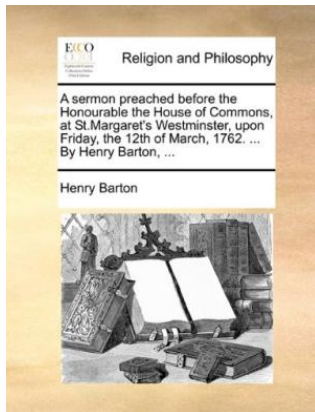 ECCO
Religion and Philosophy
A sermon preached before the
Honourable the House of Commons,
at St.Margaret's Westminster, upon
Friday, the 12th of March, 1762. ...
By Henry Barton, ...
Henry Barton